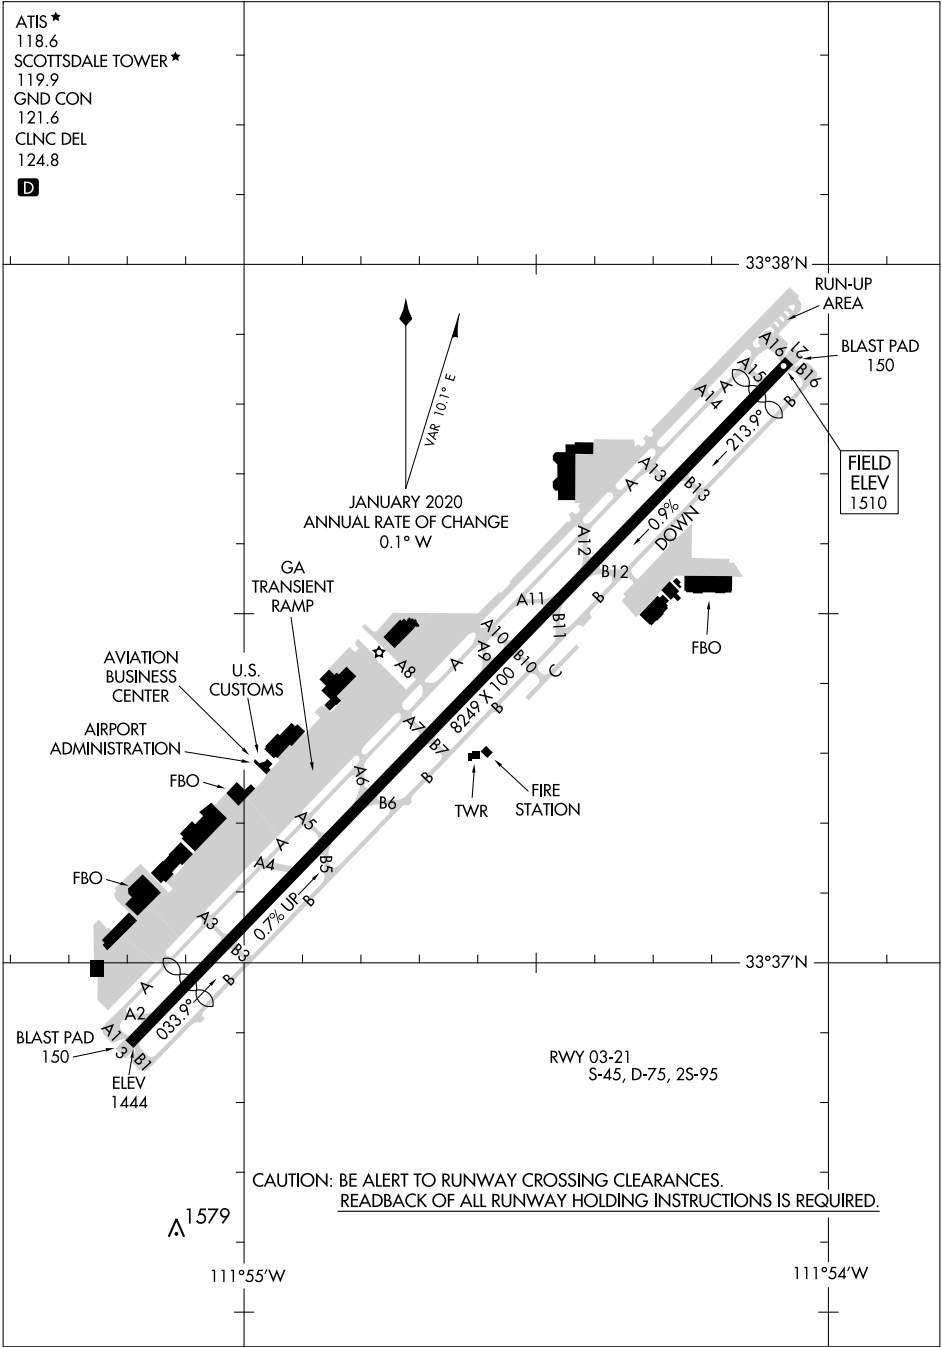 ATIS ★
118.6
SCOTTSDALE TOWER ★
119.9
GND CON
121.6
CLNC DEL
124.8
D
33°38'N
RUN-UP
AREA
BLAST PAD
150
A16
21
B16
A15
A
A14
B
213.9°
FIELD
ELEV
1510
VAR 10.1° E
JANUARY 2020
ANNUAL RATE OF CHANGE
0.1° W
A13
A
B13
0.9%
DOWN
A12
B12
B
FBO
GA
TRANSIENT
RAMP
A11
B11
A10
A9
B10
C
A
A8
8249 X 100
B
AVIATION
BUSINESS
CENTER
U.S.
CUSTOMS
AIRPORT
ADMINISTRATION
FBO
A7
B7
B
A6
B6
TWR
FIRE
STATION
A5
A
A4
B5
B
FBO
A3
0.7% UP
B3
B
33°37'N
A
A2
033.9°
A1
3
B1
BLAST PAD
150
ELEV
1444
RWY 03-21
S-45, D-75, 2S-95
CAUTION: BE ALERT TO RUNWAY CROSSING CLEARANCES.
READBACK OF ALL RUNWAY HOLDING INSTRUCTIONS IS REQUIRED.
1579
111°55'W
111°54'W